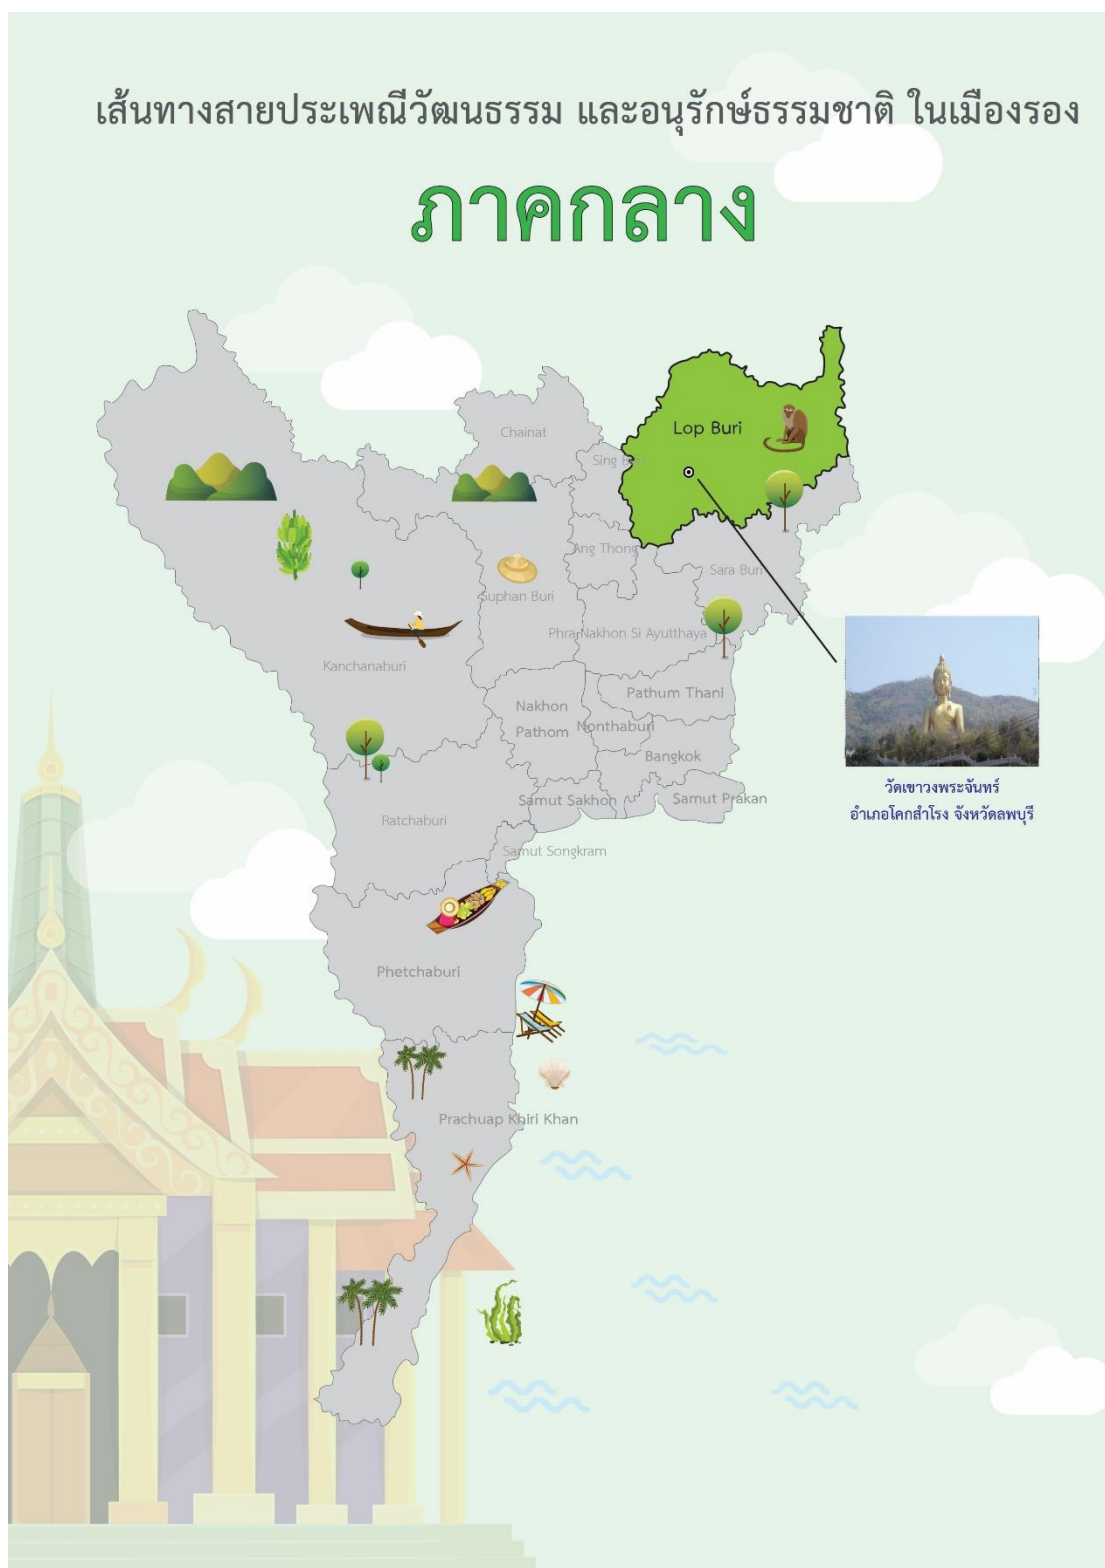 เส้นทางสายประเพณีวัฒนธรรม และอนุรักษ์ธรรมชาติ ในเมืองรอง
ภาคกลาง
Chainat
Lop Buri
Sing
Ang Thong
Sara Buri
Suphan Buri
Phra Nakhon Si Ayutthaya
Kanchanaburi
Pathum Thani
Nakhon
Pathom
Nonthaburi
Bangkok
Samut Sakhon
Samut Prakan
Ratchaburi
Samut Songkram
วัดเขาวงพระจันทร์
อำเภอโคกสำโรง จังหวัดลพบุรี
Phetchaburi
Prachuap Khiri Khan